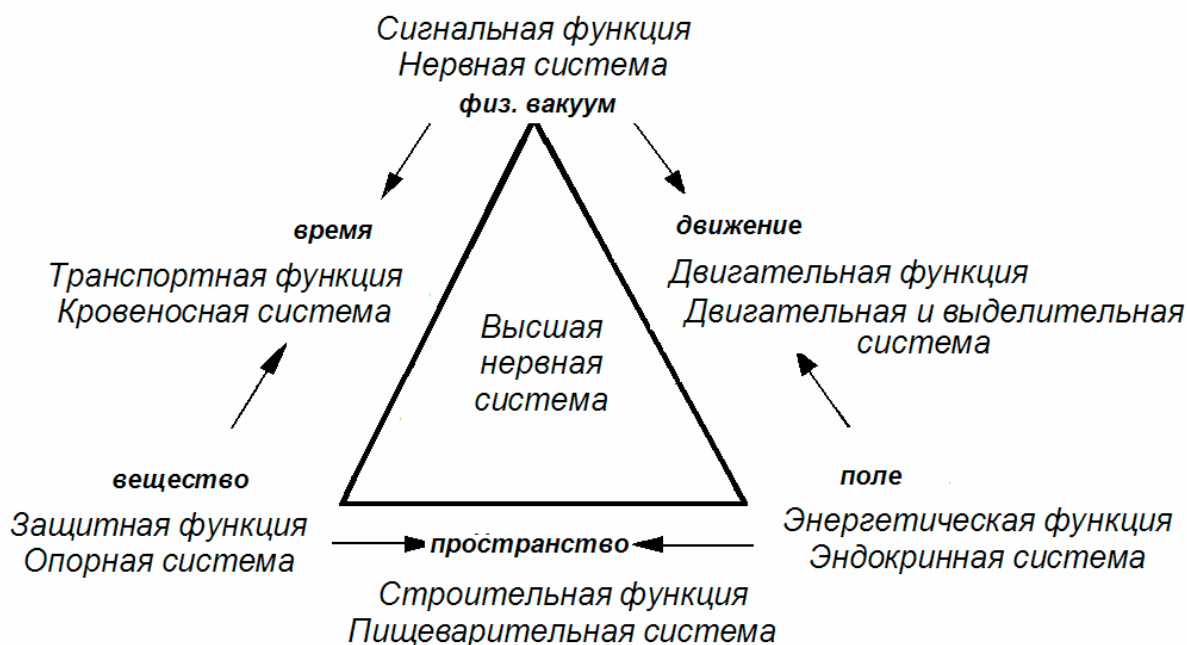 Сигнальная функция
Нервная система
физ. вакуум
время
движение
Транспортная функция
Кровеносная система
Двигательная функция
Двигательная и выделительная
система
Высшая
нервная
система
вещество
поле
Защитная функция
Опорная система
Энергетическая функция
Эндокринная система
пространство
Строительная функция
Пищеварительная система